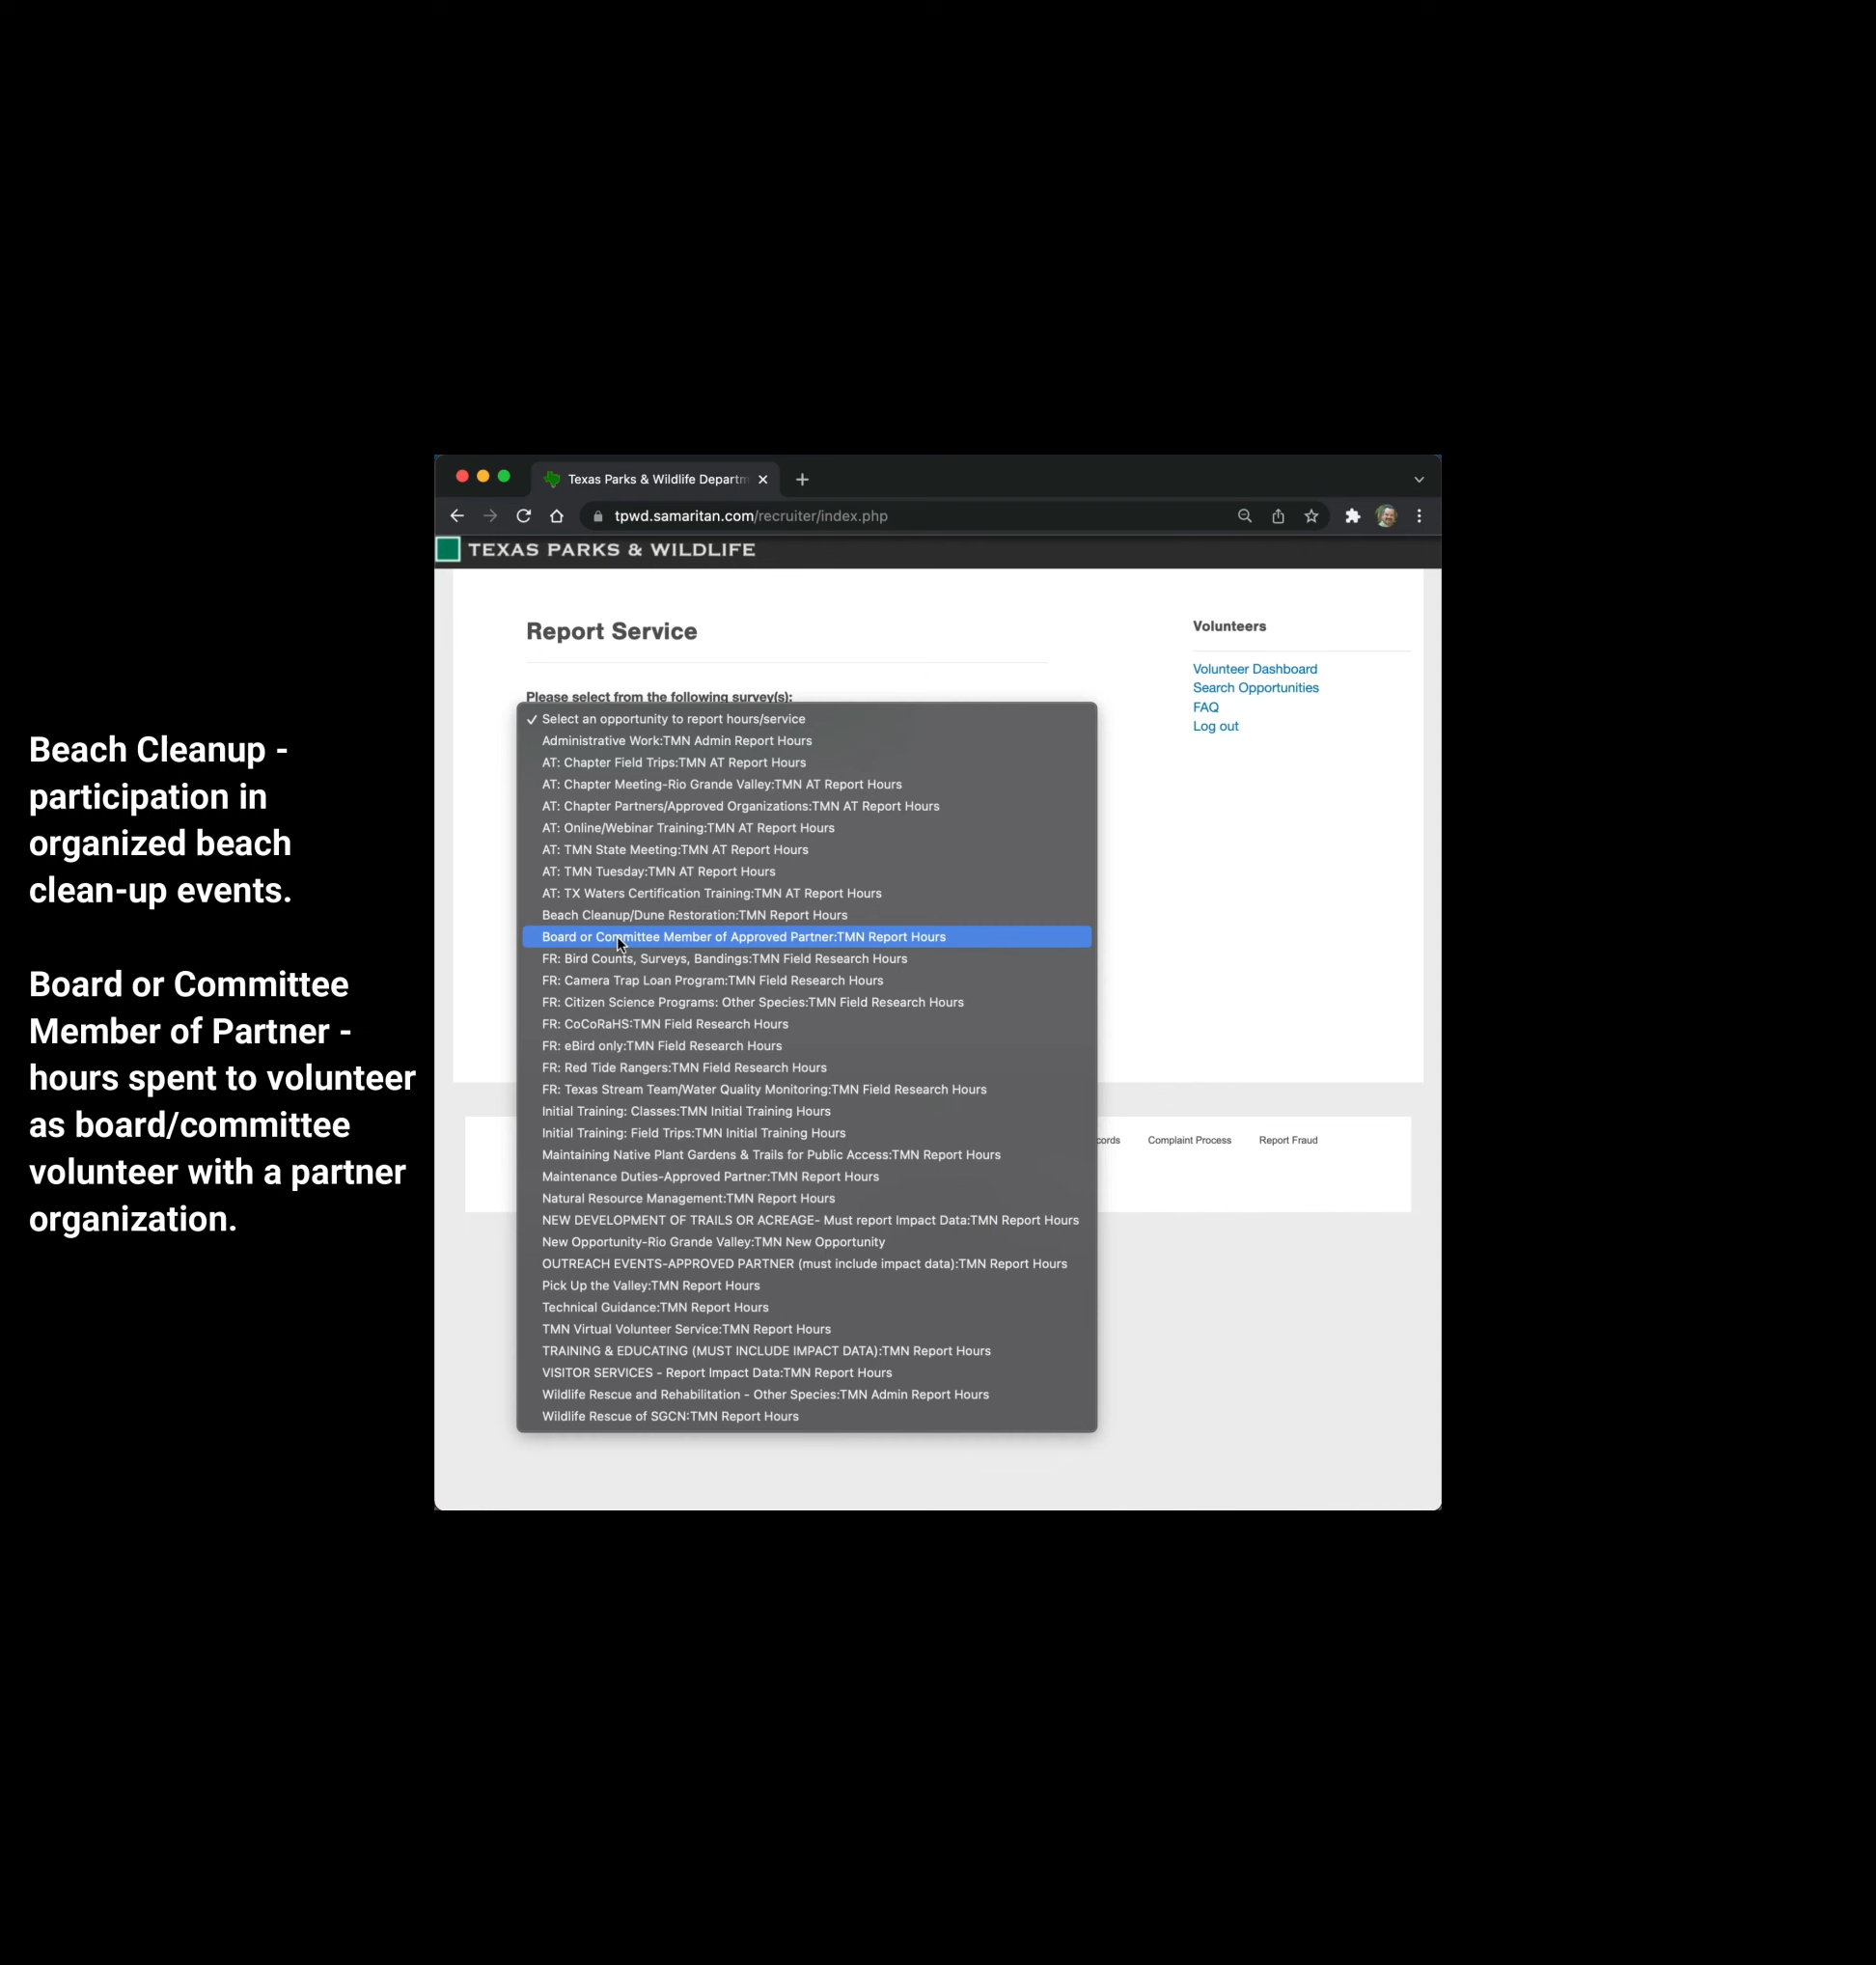 Beach Cleanup -
participation in
organized beach
clean-up events.
Board or Committee
Member of Partner -
hours spent to volunteer
as board/committee
volunteer with a partner
organization.
Texas Parks & Wildlife Departm
tpwd.samaritan.com/recruiter/index.php
TEXAS PARKS & WILDLIFE
Report Service
Please select from the following survey(s):
Select an opportunity to report hours/service
Administrative Work:TMN Admin Report Hours
AT: Chapter Field Trips:TMN AT Report Hours
AT: Chapter Meeting-Rio Grande Valley:TMN AT Report Hours
AT: Chapter Partners/Approved Organizations:TMN AT Report Hours
AT: Online/Webinar Training:TMN AT Report Hours
AT: TMN State Meeting:TMN AT Report Hours
AT: TMN Tuesday:TMN AT Report Hours
AT: TX Waters Certification Training:TMN AT Report Hours
Beach Cleanup/Dune Restoration:TMN Report Hours
Board or Committee Member of Approved Partner:TMN Report Hours
FR: Bird Counts, Surveys, Bandings:TMN Field Research Hours
FR: Camera Trap Loan Program:TMN Field Research Hours
FR: Citizen Science Programs: Other Species:TMN Field Research Hours
FR: CoCoRaHS:TMN Field Research Hours
FR: eBird only:TMN Field Research Hours
FR: Red Tide Rangers:TMN Field Research Hours
FR: Texas Stream Team/Water Quality Monitoring:TMN Field Research Hours
Initial Training: Classes:TMN Initial Training Hours
Initial Training: Field Trips:TMN Initial Training Hours
Maintaining Native Plant Gardens & Trails for Public Access:TMN Report Hours
Maintenance Duties-Approved Partner:TMN Report Hours
Natural Resource Management:TMN Report Hours
NEW DEVELOPMENT OF TRAILS OR ACREAGE- Must report Impact Data:TMN Report Hours
New Opportunity-Rio Grande Valley:TMN New Opportunity
OUTREACH EVENTS-APPROVED PARTNER (must include impact data):TMN Report Hours
Pick Up the Valley:TMN Report Hours
Technical Guidance:TMN Report Hours
TMN Virtual Volunteer Service:TMN Report Hours
TRAINING & EDUCATING (MUST INCLUDE IMPACT DATA):TMN Report Hours
VISITOR SERVICES - Report Impact Data:TMN Report Hours
Wildlife Rescue and Rehabilitation - Other Species:TMN Admin Report Hours
Wildlife Rescue of SGCN:TMN Report Hours
Volunteers
Volunteer Dashboard
Search Opportunities
FAQ
Log out
cords Complaint Process Report Fraud